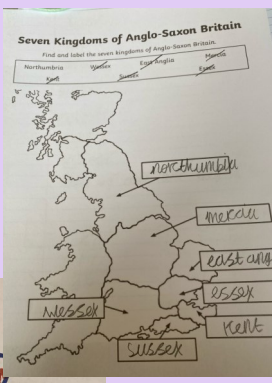 Seven Kingdoms of Anglo-Saxon Britain
Find and label the seven kingdoms of Anglo-Saxon Britain.
Northumbria Wessex East Anglia Mercia
Kent Sussex Essex
northumbria
mercia
east ang
essex
Kent
wessex
sussex